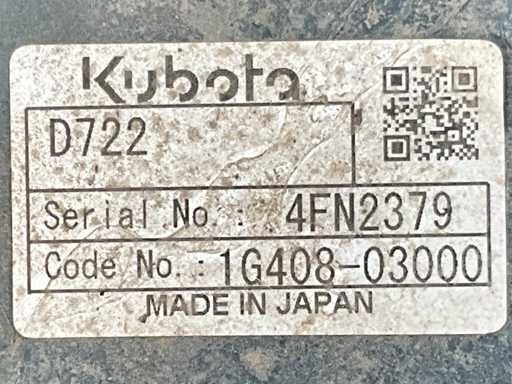 Kubota
D722
Serial No. : 4FN2379
Code No. : 1G408-03000
MADE IN JAPAN